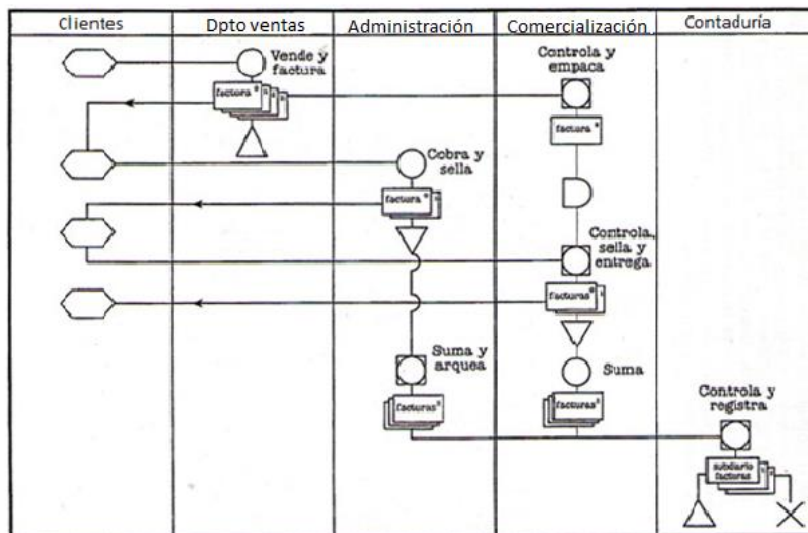 Clientes
Dpto ventas
Administración
Comercialización
Contaduría
Vende y
factura
Controla y
empaca
factura
factura
Cobra y
sella
factura
Controla,
sella y
entrega
facturas
Suma y
arquea
Suma
facturas
facturas
Controla y
registra
subdiario
facturas